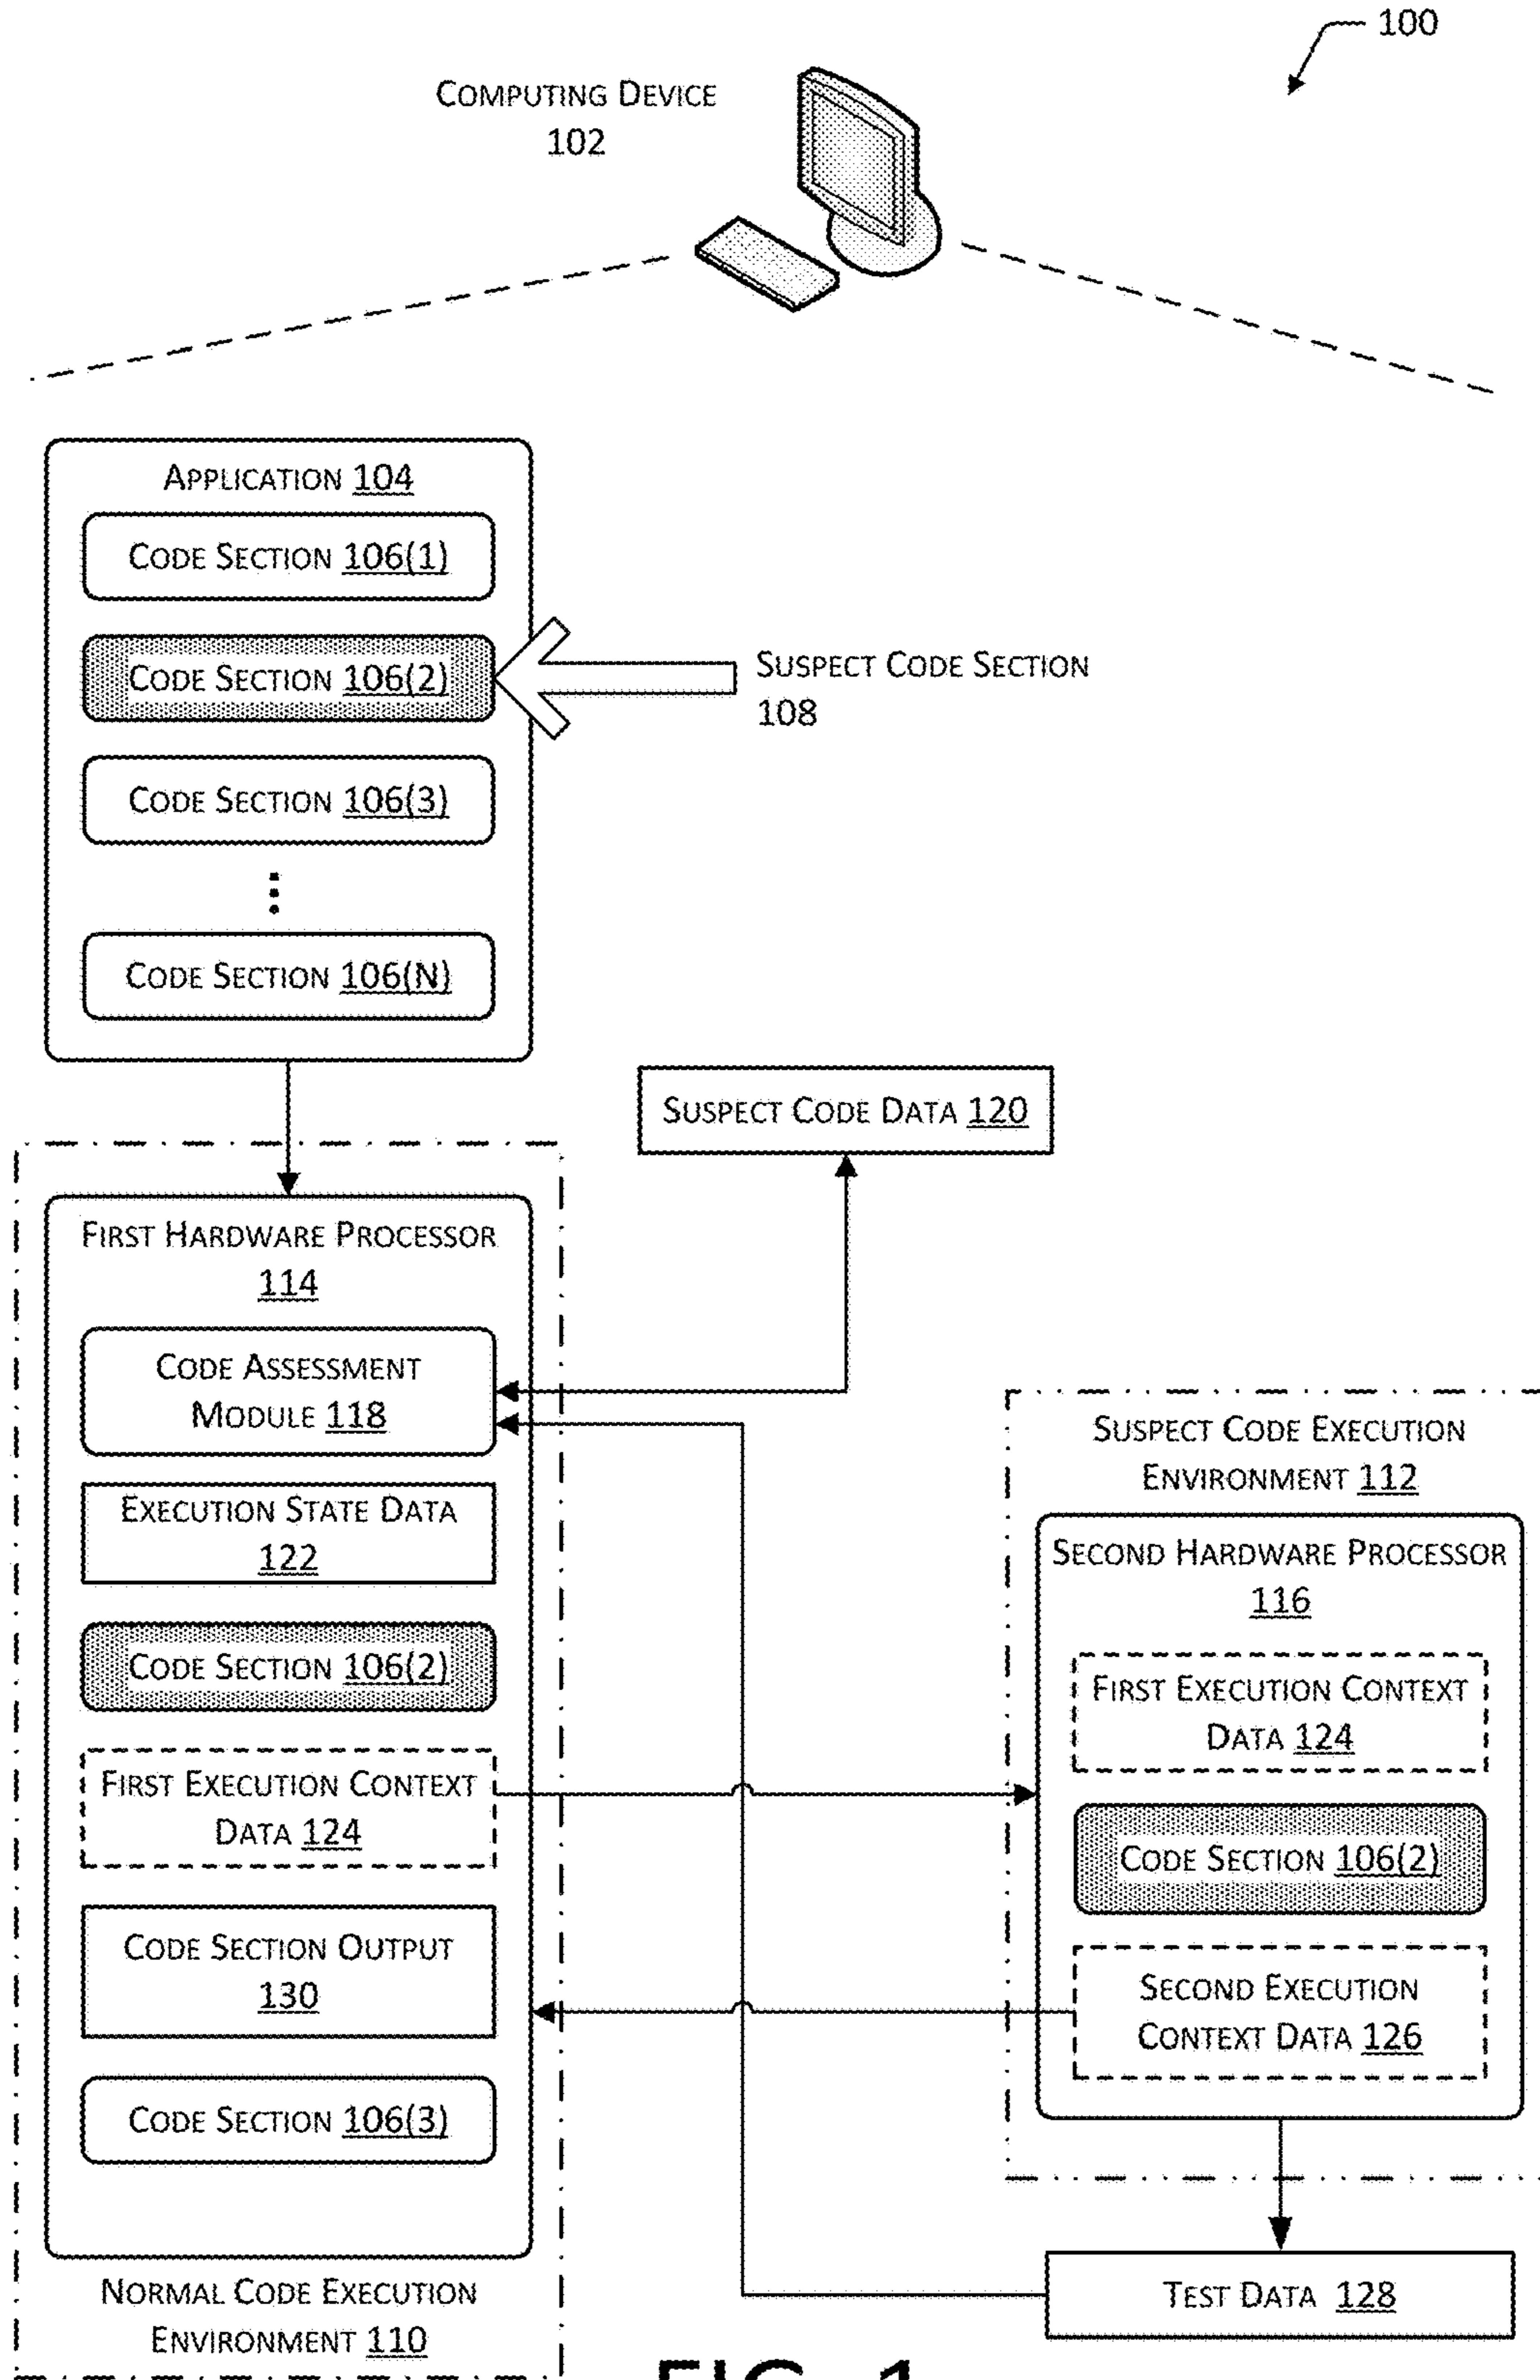 100
COMPUTING DEVICE
102
APPLICATION 104
CODE SECTION 106(1)
CODE SECTION 106(2)
SUSPECT CODE SECTION
108
CODE SECTION 106(3)
CODE SECTION 106(N)
SUSPECT CODE DATA 120
FIRST HARDWARE PROCESSOR
114
CODE ASSESSMENT
MODULE 118
EXECUTION STATE DATA
122
CODE SECTION 106(2)
FIRST EXECUTION CONTEXT
DATA 124
CODE SECTION OUTPUT
130
CODE SECTION 106(3)
NORMAL CODE EXECUTION
ENVIRONMENT 110
SUSPECT CODE EXECUTION
ENVIRONMENT 112
SECOND HARDWARE PROCESSOR
116
FIRST EXECUTION CONTEXT
DATA 124
CODE SECTION 106(2)
SECOND EXECUTION
CONTEXT DATA 126
TEST DATA 128
FIG. 1